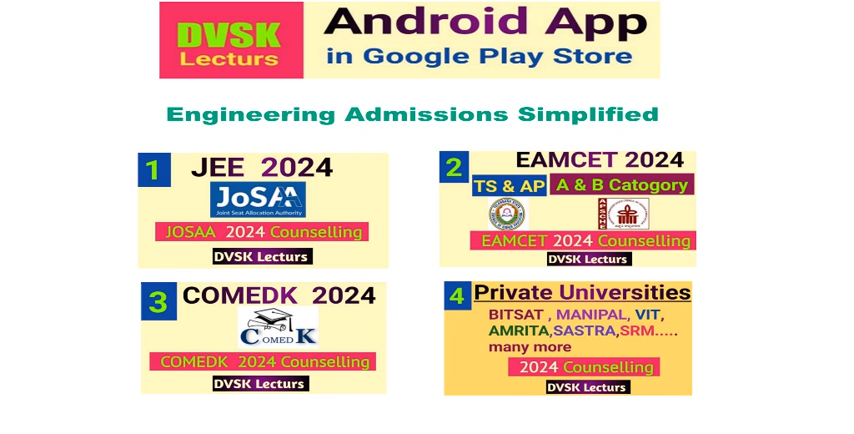 DVSK
Lecturs
Android App
in Google Play Store
Engineering Admissions Simplified
1
JEE 2024
JoSAA
Joint Seat Allocation Authority
JOSAA 2024 Counselling
DVSK Lecturs
2
EAMCET 2024
TS & AP
A & B Catogory
APSCHE
EAMCET 2024 Counselling
DVSK Lecturs
3
COMEDK 2024
COMEDK
COMEDK 2024 Counselling
DVSK Lecturs
4
Private Universities
BITSAT , MANIPAL, VIT,
AMRITA,SASTRA,SRM.....
many more
2024 Counselling
DVSK Lecturs